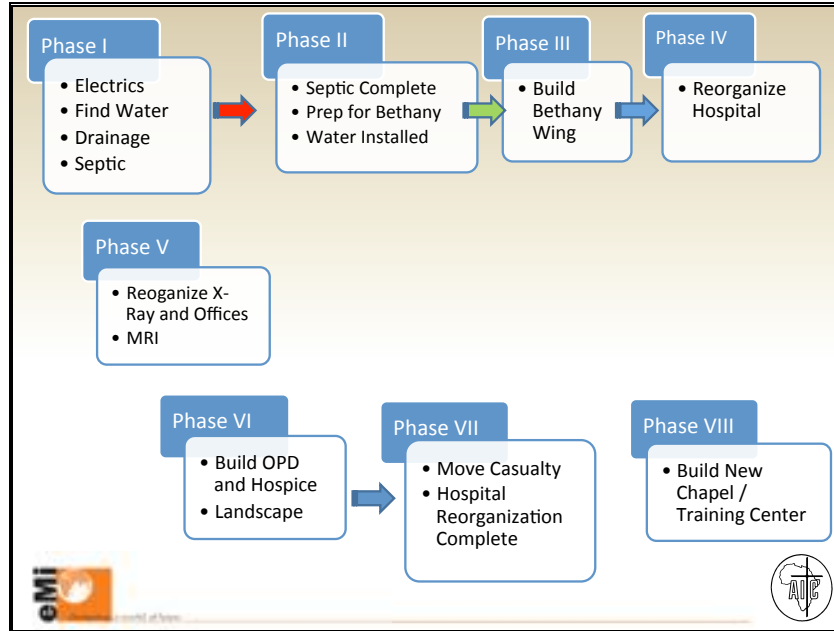 Phase I
• Electrics
• Find Water
• Drainage
• Septic
Phase II
• Septic Complete
• Prep for Bethany
• Water Installed
Phase III
• Build
Bethany
Wing
Phase IV
• Reorganize
Hospital
Phase V
• Reoganize X-
Ray and Offices
• MRI
Phase VI
• Build OPD
and Hospice
• Landscape
Phase VII
• Move Casualty
• Hospital
Reorganization
Complete
Phase VIII
• Build New
Chapel /
Training Center
eMi
AIC